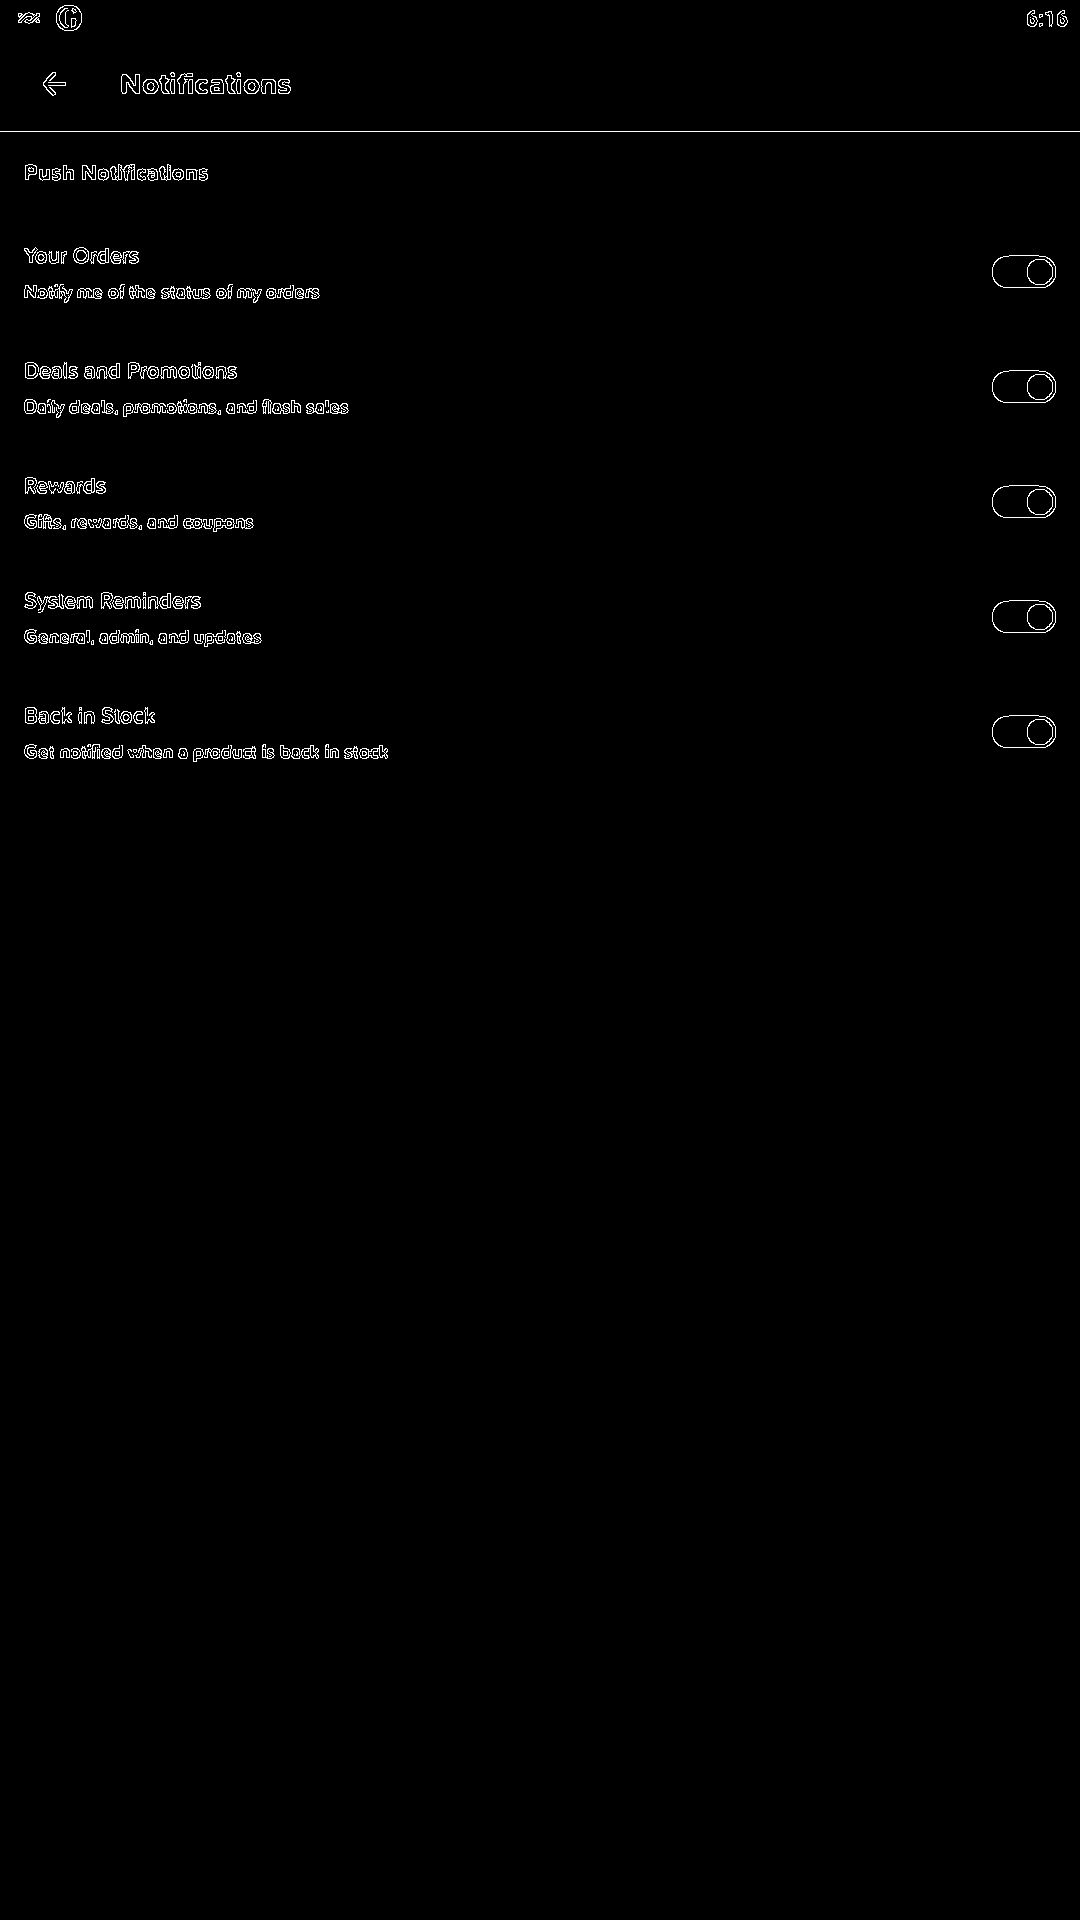 6:16
Notifications
Push Notifications
Your Orders
Notify me of the status of my orders
Deals and Promotions
Daily deals, promotions, and flash sales
Rewards
Gifts, rewards, and coupons
System Reminders
General, admin, and updates
Back in Stock
Get notified when a product is back in stock